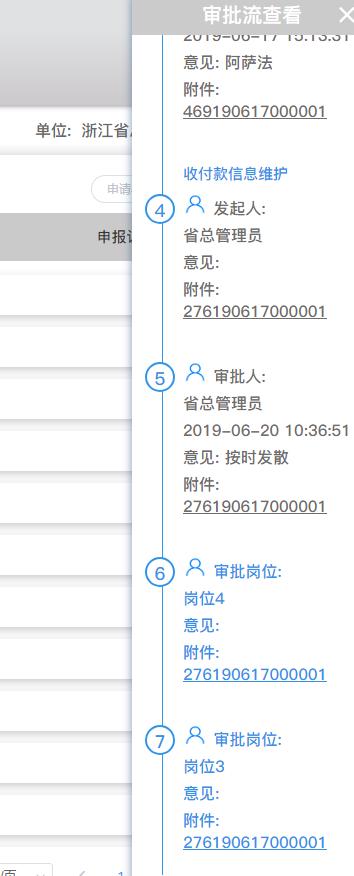 审批流查看
2019-06-17 15:13:31
意见: 阿萨法
附件:
469190617000001
单位: 浙江省
收付款信息维护
申请
4 发起人:
省总管理员
申报
意见:
附件:
276190617000001
5 审批人:
省总管理员
2019-06-20 10:36:51
意见: 按时发散
附件:
276190617000001
6 审批岗位:
岗位4
意见:
附件:
276190617000001
7 审批岗位:
岗位3
意见:
附件:
276190617000001
页
1